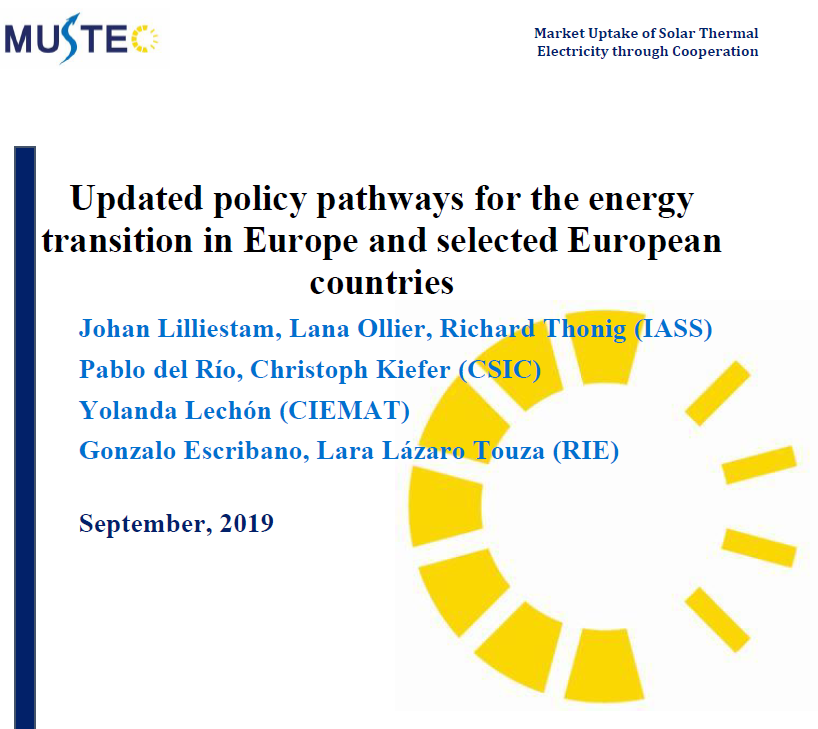 MUSTEC
Market Uptake of Solar Thermal
Electricity through Cooperation
Updated policy pathways for the energy
transition in Europe and selected European
countries
Johan Lilliestam, Lana Ollier, Richard Thonig (IASS)
Pablo del Río, Christoph Kiefer (CSIC)
Yolanda Lechón (CIEMAT)
Gonzalo Escribano, Lara Lázaro Touza (RIE)
September, 2019